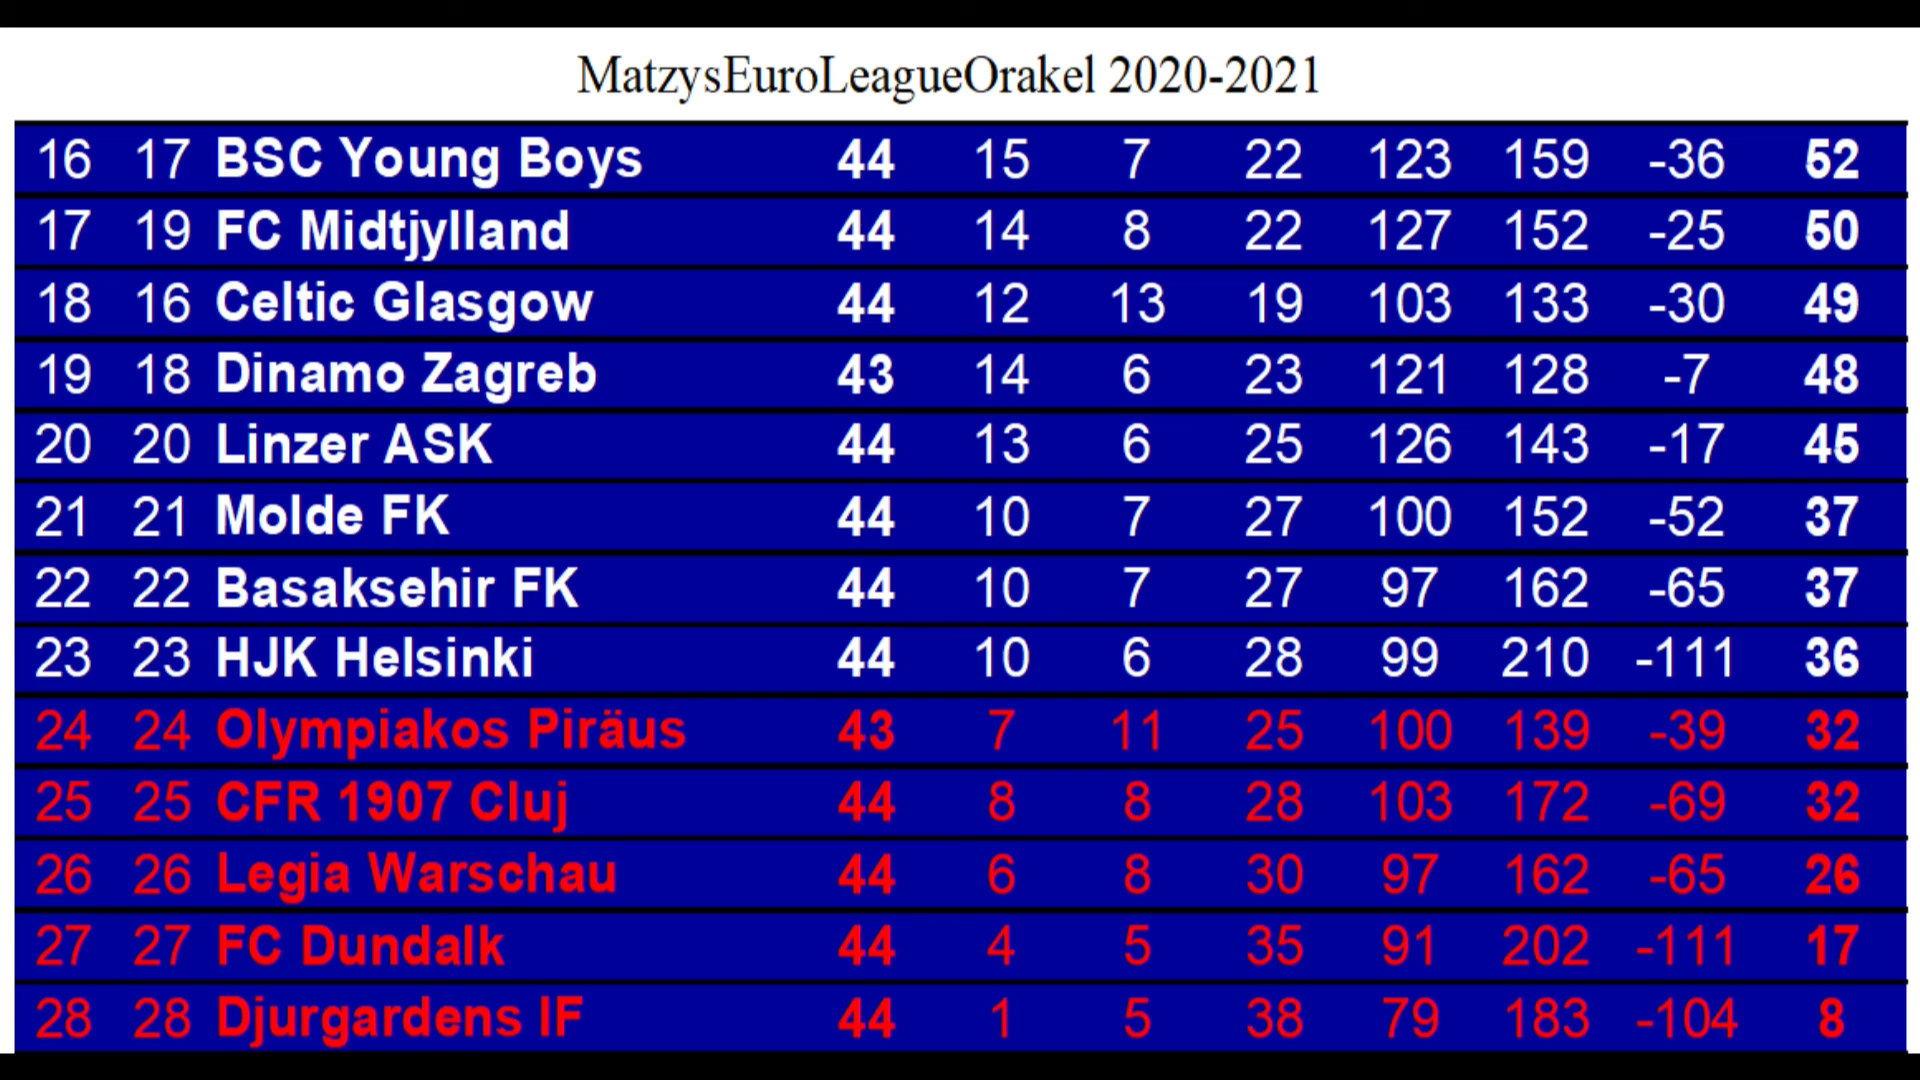 MatzysEuroLeagueOrakel 2020-2021
16 17 BSC Young Boys 44 15 7 22 123 159 -36 52
17 19 FC Midtjylland 44 14 8 22 127 152 -25 50
18 16 Celtic Glasgow 44 12 13 19 103 133 -30 49
19 18 Dinamo Zagreb 43 14 6 23 121 128 -7 48
20 20 Linzer ASK 44 13 6 25 126 143 -17 45
21 21 Molde FK 44 10 7 27 100 152 -52 37
22 22 Basaksehir FK 44 10 7 27 97 162 -65 37
23 23 HJK Helsinki 44 10 6 28 99 210 -111 36
24 24 Olympiakos Piräus 43 7 11 25 100 139 -39 32
25 25 CFR 1907 Cluj 44 8 8 28 103 172 -69 32
26 26 Legia Warschau 44 6 8 30 97 162 -65 26
27 27 FC Dundalk 44 4 5 35 91 202 -111 17
28 28 Djurgardens IF 44 1 5 38 79 183 -104 8